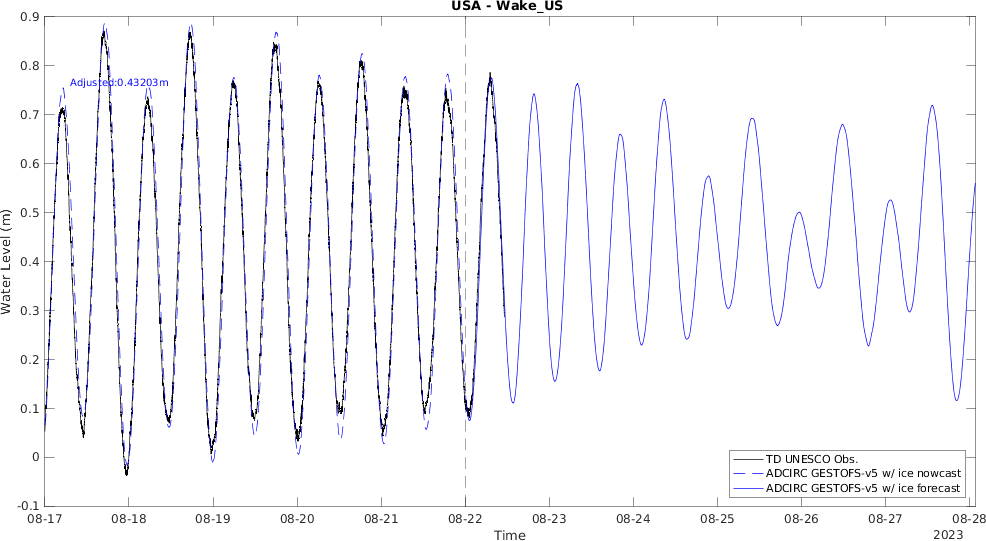 USA - Wake_US
0.9
0.8
0.7
0.6
0.5
0.4
0.3
0.2
0.1
0
-0.1
Water Level (m)
Adjusted:0.43203m
TD UNESCO Obs.
ADCIRC GESTOFS-v5 w/ ice nowcast
ADCIRC GESTOFS-v5 w/ ice forecast
08-17 08-18 08-19 08-20 08-21 08-22 08-23 08-24 08-25 08-26 08-27 08-28
Time
2023